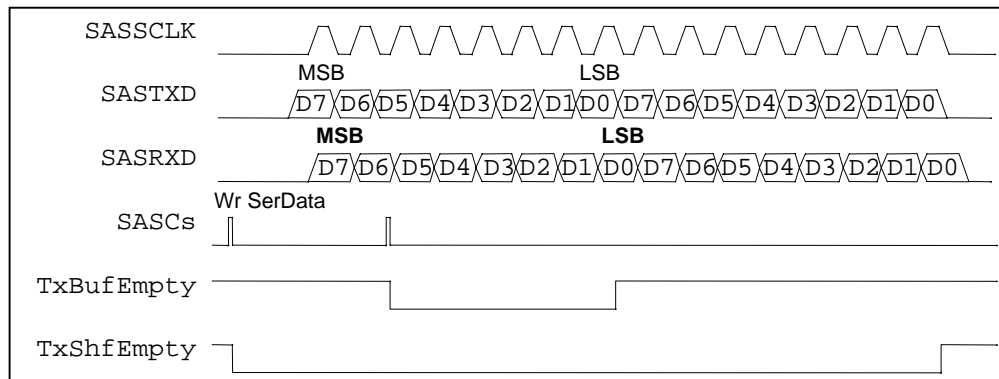 SASSCLK
MSB LSB
SASTXD D7 D6 D5 D4 D3 D2 D1 D0 D7 D6 D5 D4 D3 D2 D1 D0
MSB LSB
SASRXD D7 D6 D5 D4 D3 D2 D1 D0 D7 D6 D5 D4 D3 D2 D1 D0
Wr SerData
SASCs
TxBufEmpty
TxShfEmpty